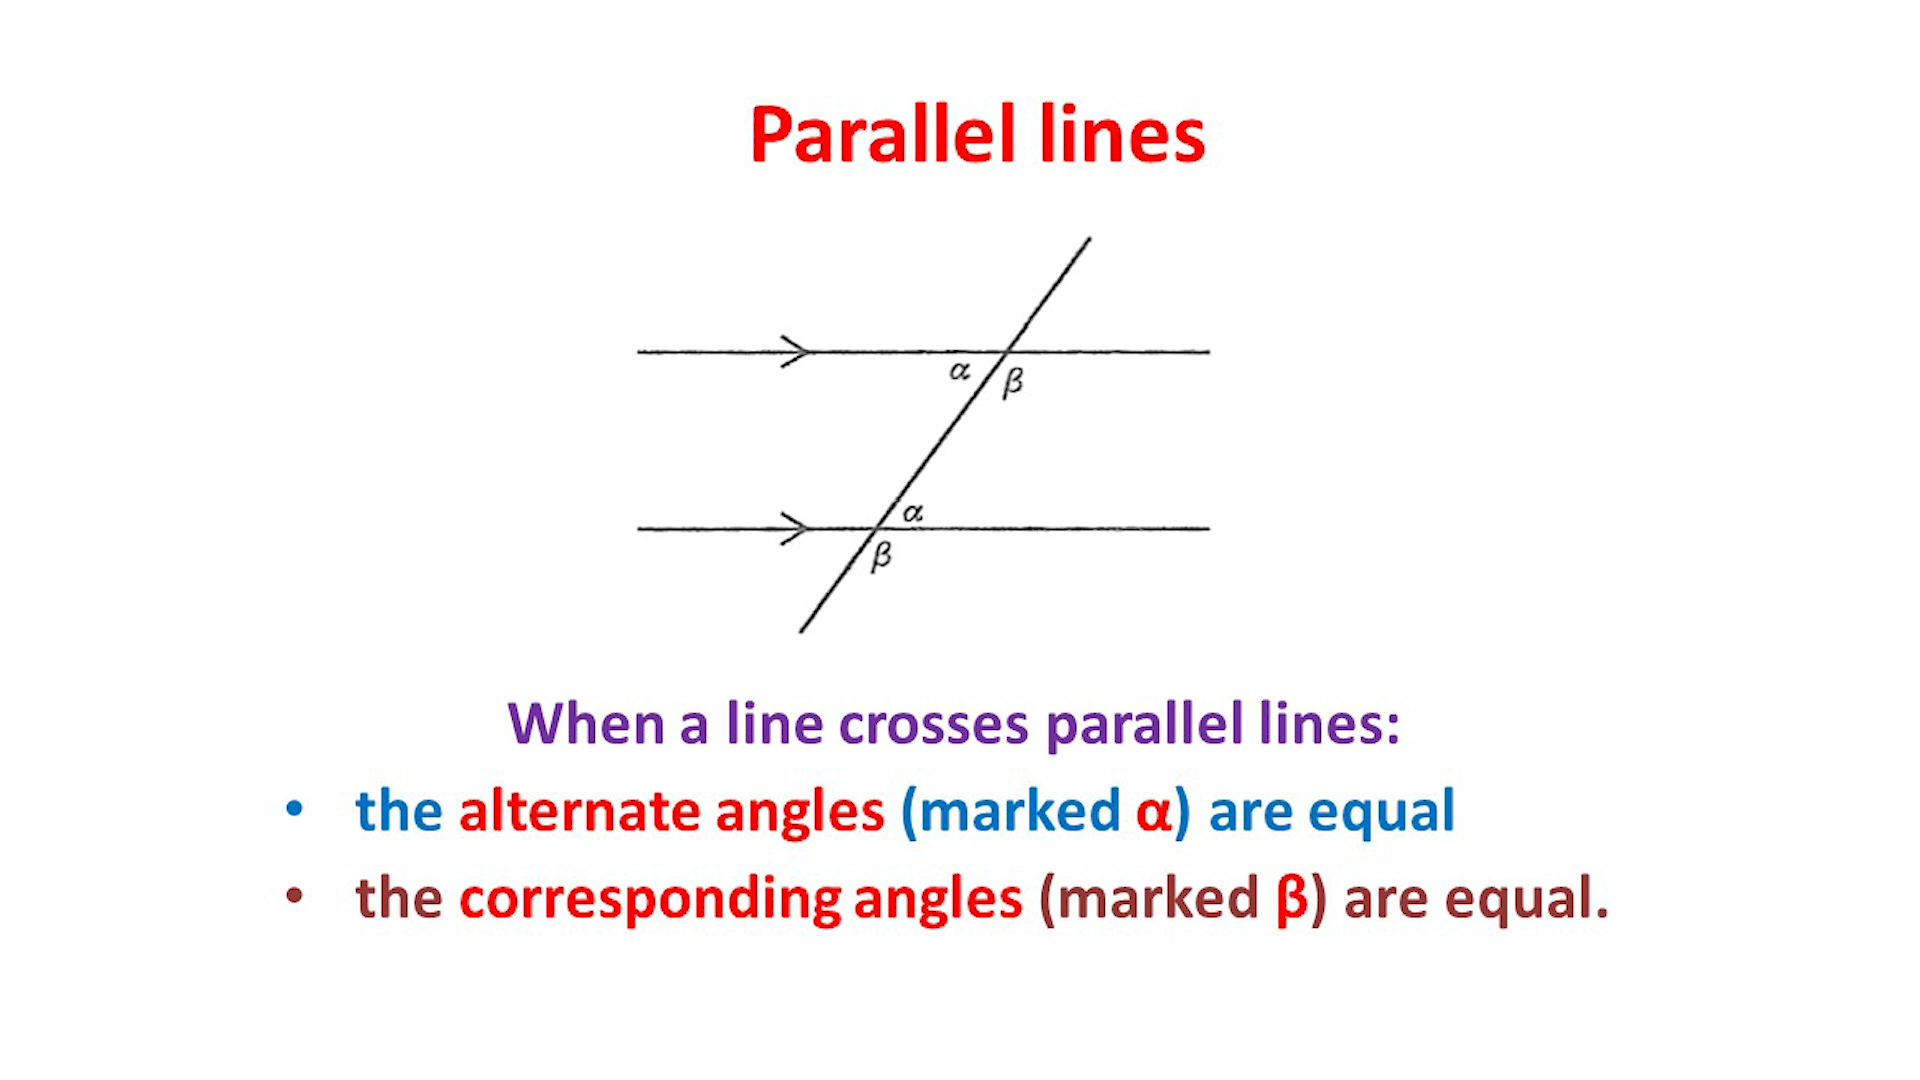 Parallel lines
α
β
α
β
When a line crosses parallel lines:
• the alternate angles (marked α) are equal
• the corresponding angles (marked β) are equal.